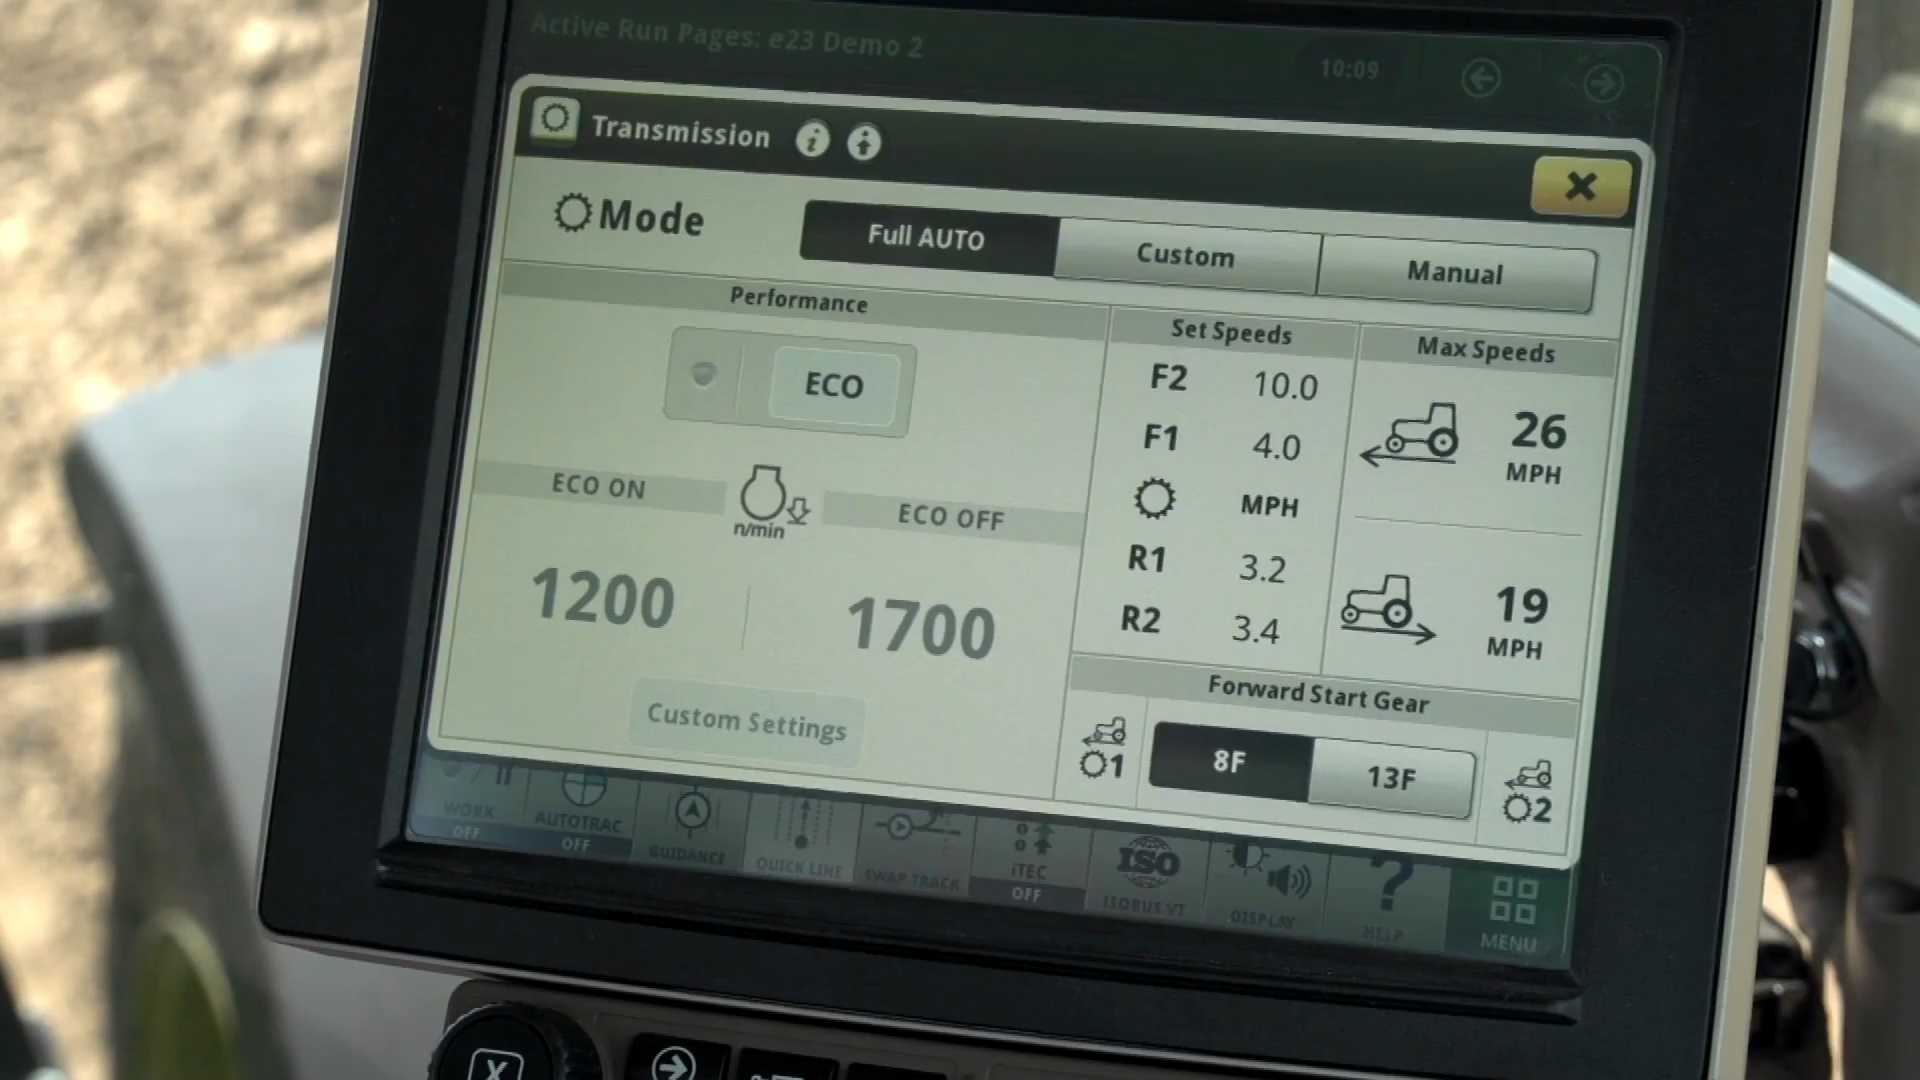 Active Run Pages: e23 Demo 2
10:09
Transmission
Mode
Full AUTO
Custom
Manual
Performance
ECO
ECO ON
n/min
ECO OFF
1200
1700
Custom Settings
Set Speeds
F2 10.0
F1 4.0
MPH
R1 3.2
R2 3.4
Max Speeds
26
MPH
19
MPH
Forward Start Gear
1
8F
13F
2
WORK
OFF
AUTOTRAC
OFF
GUIDANCE
QUICK LINE
SWAP TRACK
iTEC
OFF
ISO
ISOBUS VT
DISPLAY
?
HELP
MENU
X